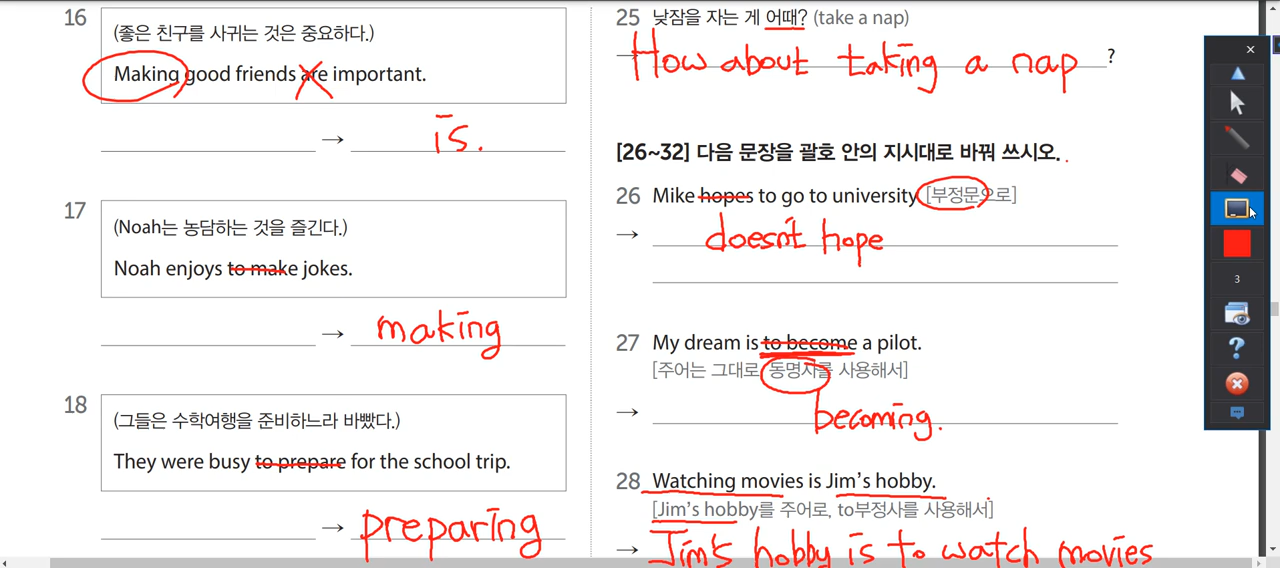 16
(좋은 친구를 사귀는 것은 중요하다.)
Making good friends are important.
→ is.
17
(Noah는 농담하는 것을 즐긴다.)
Noah enjoys to make jokes.
→ making
18
(그들은 수학여행을 준비하느라 바빴다.)
They were busy to prepare for the school trip.
→ preparing
25 낮잠을 자는 게 어때? (take a nap)
→ How about taking a nap ?
[26~32] 다음 문장을 괄호 안의 지시대로 바꿔 쓰시오.
26 Mike hopes to go to university [부정문으로]
→ doesn't hope
27 My dream is to become a pilot.
[주어는 그대로, 동명사를 사용해서]
→ becoming.
28 Watching movies is Jim's hobby.
[Jim's hobby를 주어로, to부정사를 사용해서]
→ Jim's hobby is to watch movies
3